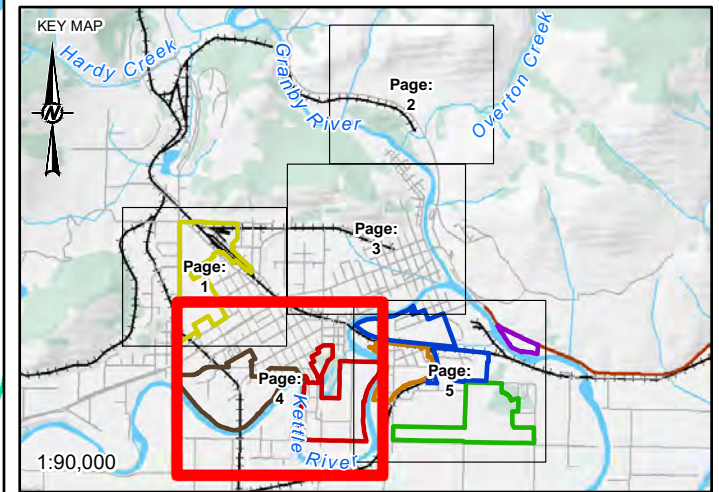 KEY MAP
Hardy Creek
N
Granby River
Overton Creek
Page:
2
Page:
3
Page:
1
Page:
4
Page:
5
Kettle River
1:90,000